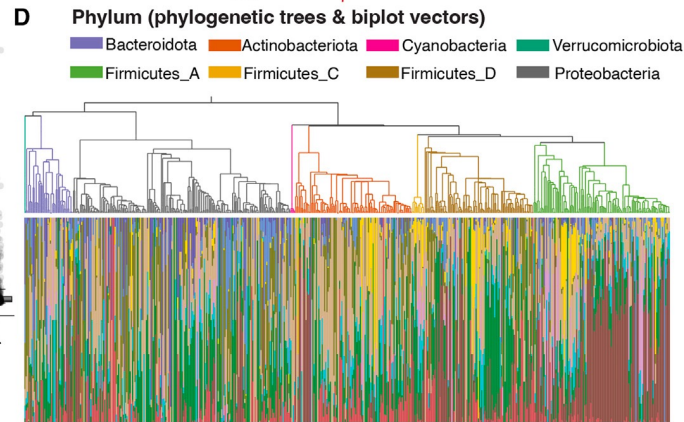 D Phylum (phylogenetic trees & biplot vectors)
Bacteroidota Actinobacteriota Cyanobacteria Verrucomicrobiota
Firmicutes_A Firmicutes_C Firmicutes_D Proteobacteria